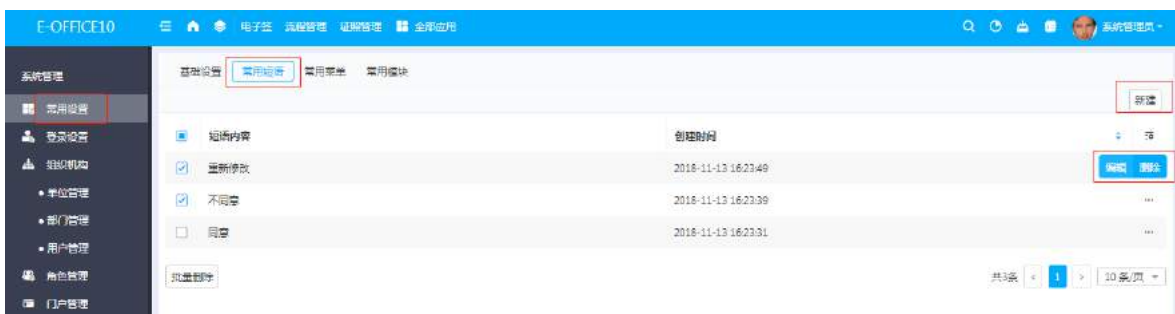 E-OFFICE10 电子签 流程管理 证照管理 全部应用 系统管理员
系统管理
基础设置 常用短语 常用菜单 常用模块
常用设置
新建
登录设置
短语内容 创建时间
组织机构
重新修改 2018-11-13 16:23:49 编辑 删除
单位管理
不同意 2018-11-13 16:23:39 ...
部门管理
同意 2018-11-13 16:23:31 ...
用户管理
角色管理
批量删除 共3条 < 1 > 10 条/页
门户管理